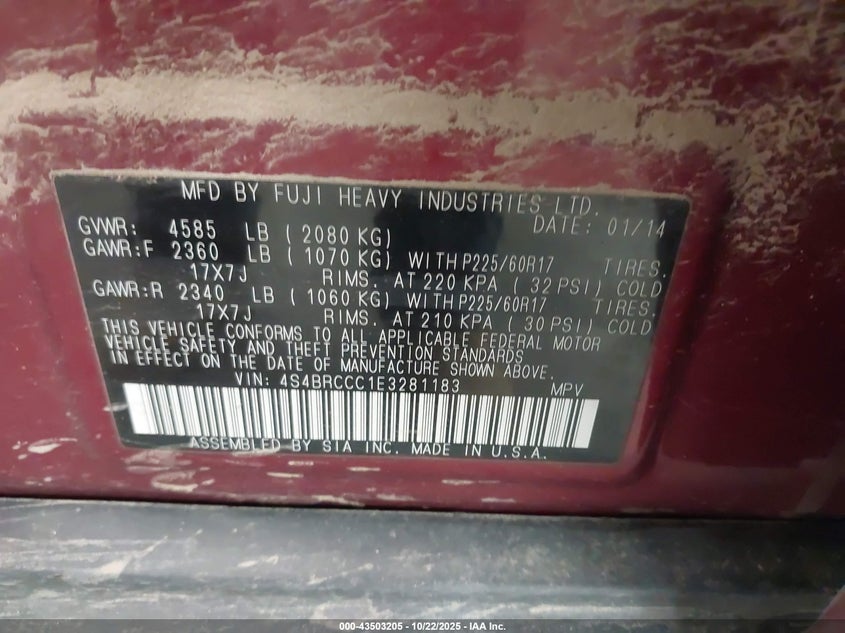 MFD BY FUJI HEAVY INDUSTRIES LTD.
DATE: 01/14
GVWR: 4585 LB ( 2080 KG)
GAWR:F 2360 LB ( 1070 KG) WITH P225/60R17 TIRES.
17X7J RIMS. AT 220 KPA ( 32 PSI) COLD
GAWR:R 2340 LB ( 1060 KG) WITH P225/60R17 TIRES.
17X7J RIMS. AT 210 KPA ( 30 PSI) COLD
THIS VEHICLE CONFORMS TO ALL APPLICABLE FEDERAL MOTOR
VEHICLE SAFETY AND THEFT PREVENTION STANDARDS
IN EFFECT ON THE DATE OF MANUFACTURE SHOWN ABOVE.
VIN: 4S4BRCCC1E3281183 MPV
ASSEMBLED BY SIA INC. MADE IN U.S.A.
000-43503205 - 10/22/2025 - IAA Inc.